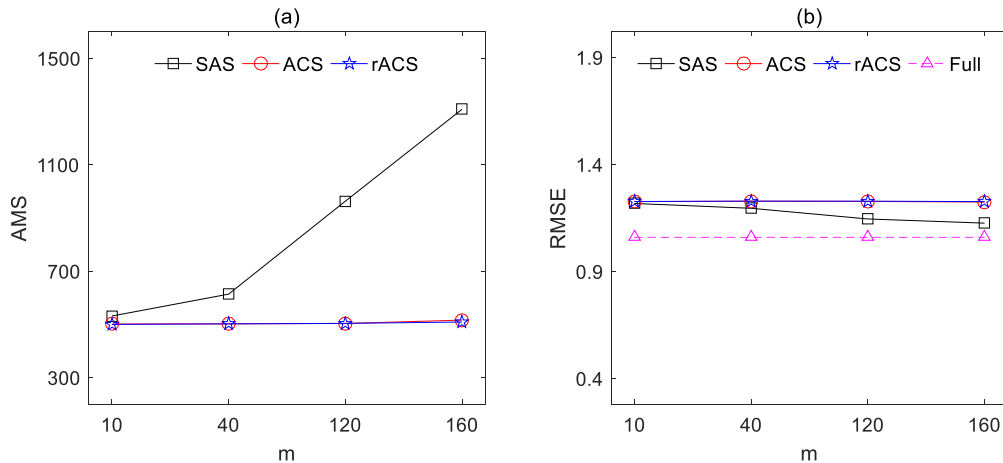 (a)
1500
1100
700
300
AMS
SAS ACS rACS
10 40 120 160
m
(b)
1.9
1.4
0.9
0.4
RMSE
SAS ACS rACS Full
10 40 120 160
m